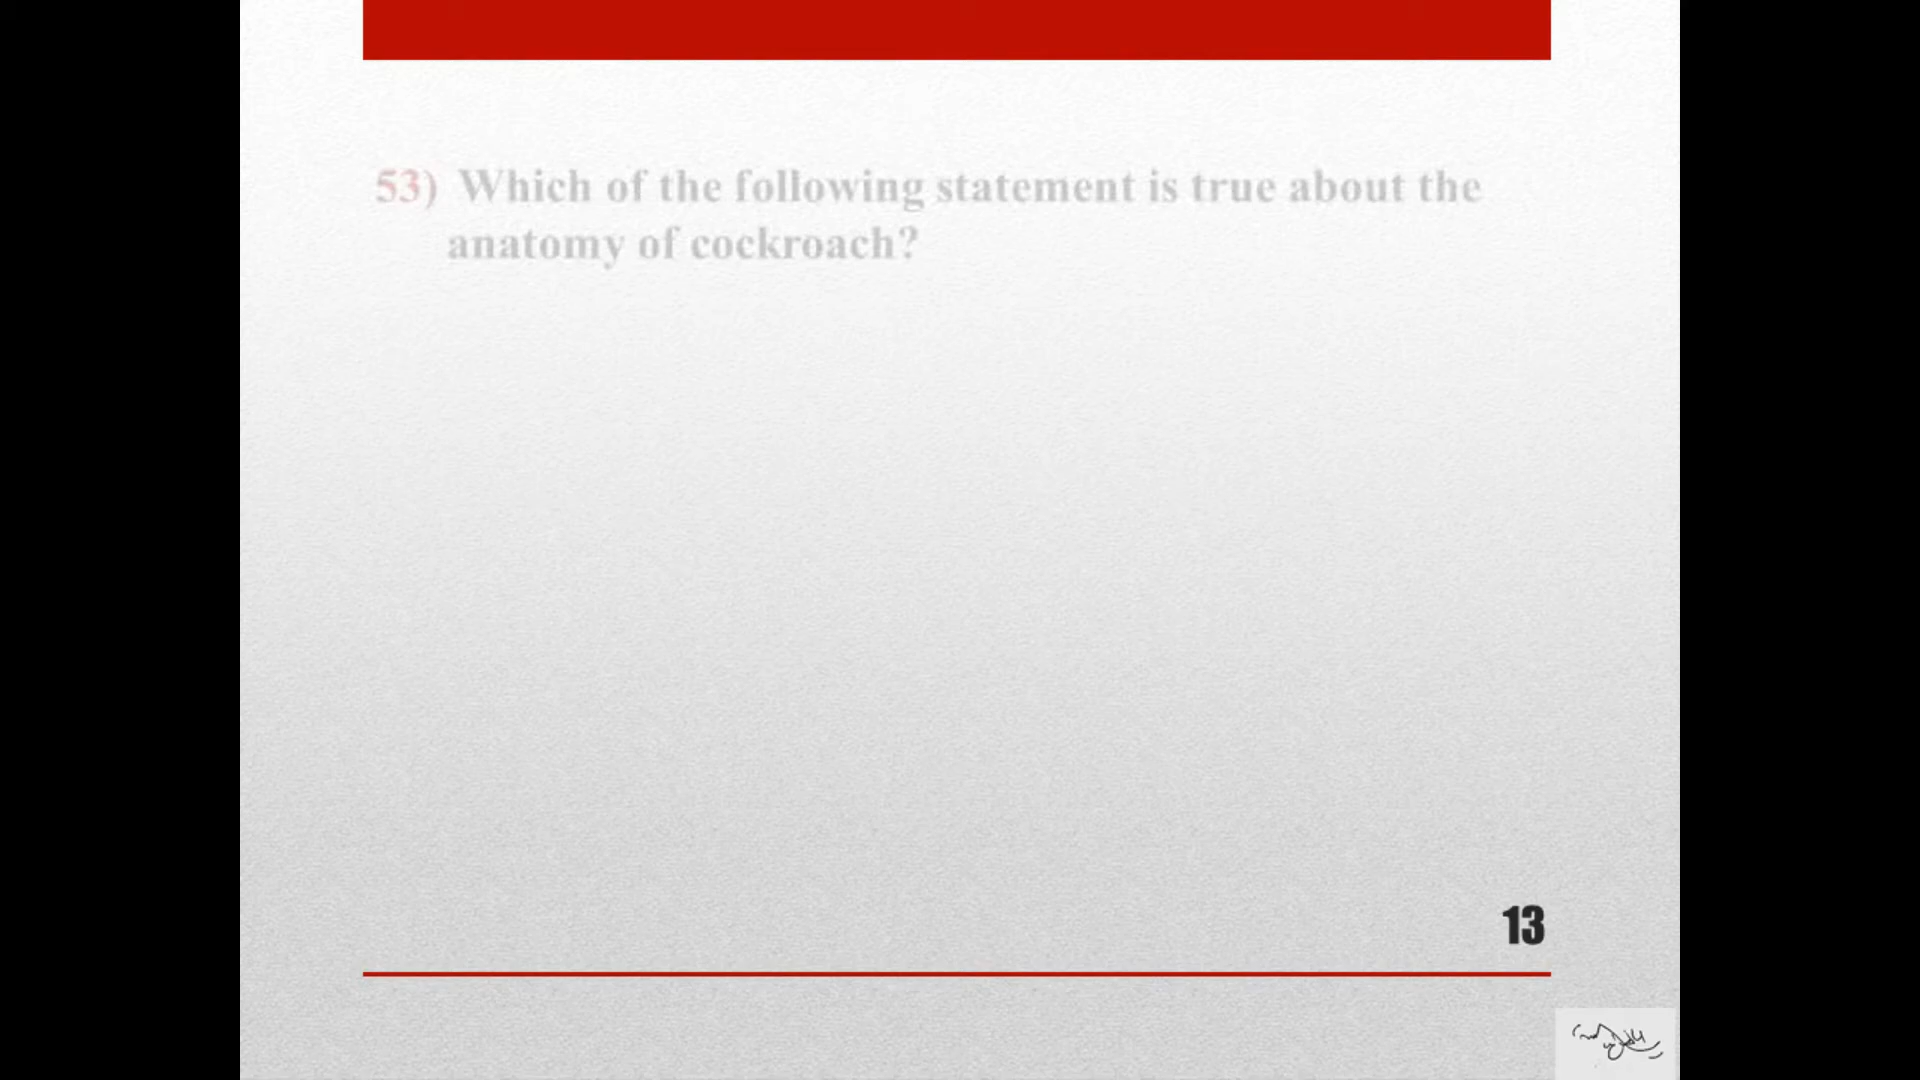 53) Which of the following statement is true about the
anatomy of cockroach?
13